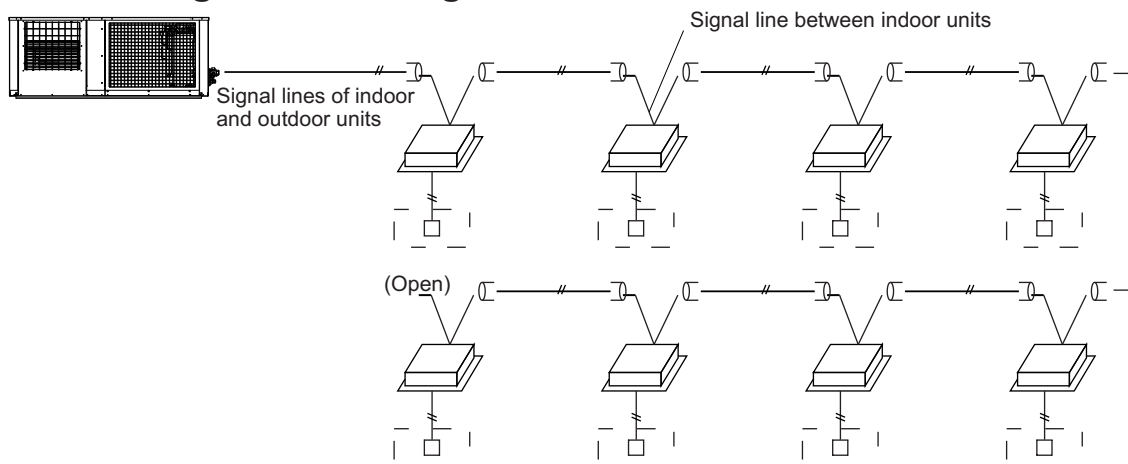 Signal line between indoor units
Signal lines of indoor
and outdoor units
(Open)